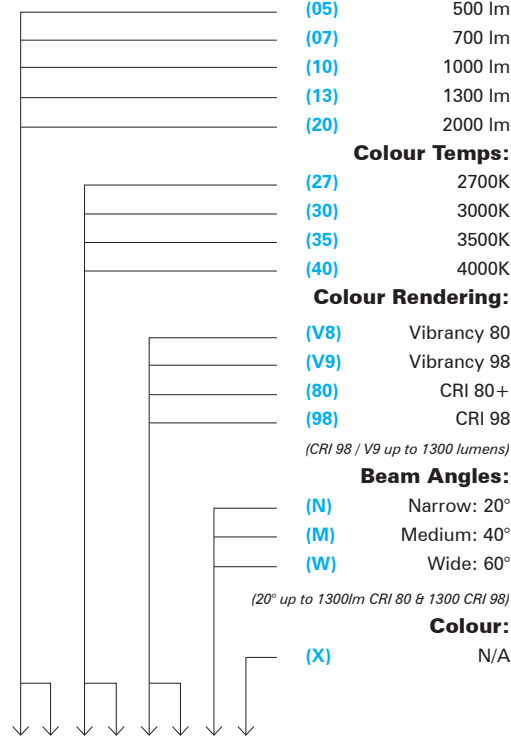 (05) 500 lm
(07) 700 lm
(10) 1000 lm
(13) 1300 lm
(20) 2000 lm
Colour Temps:
(27) 2700K
(30) 3000K
(35) 3500K
(40) 4000K
Colour Rendering:
(V8) Vibrancy 80
(V9) Vibrancy 98
(80) CRI 80+
(98) CRI 98
(CRI 98 / V9 up to 1300 lumens)
Beam Angles:
(N) Narrow: 20°
(M) Medium: 40°
(W) Wide: 60°
(20° up to 1300lm CRI 80 & 1300 CRI 98)
Colour:
(X) N/A